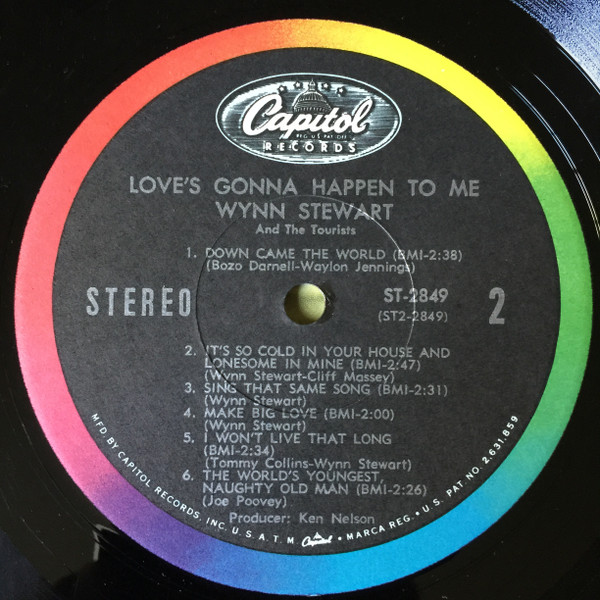 Capitol
REG. U.S. PAT. OFF.
RECORDS
LOVE'S GONNA HAPPEN TO ME
WYNN STEWART
And The Tourists
1. DOWN CAME THE WORLD (BMI-2:38)
(Bozo Darnell-Waylon Jennings)
STEREO
ST-2849
(ST2-2849)
2
2. IT'S SO COLD IN YOUR HOUSE AND
LONESOME IN MINE (BMI-2:47)
(Wynn Stewart-Cliff Massey)
3. SING THAT SAME SONG (BMI-2:31)
(Wynn Stewart)
4. MAKE BIG LOVE (BMI-2:00)
(Wynn Stewart)
5. I WON'T LIVE THAT LONG
(BMI-2:34)
(Tommy Collins-Wynn Stewart)
6. THE WORLD'S YOUNGEST,
NAUGHTY OLD MAN (BMI-2:26)
(Joe Poovey)
Producer: Ken Nelson
MFD BY CAPITOL RECORDS, INC. U.S.A. T.M. Capitol • MARCA REG. • U.S. PAT. NO. 2,631,859